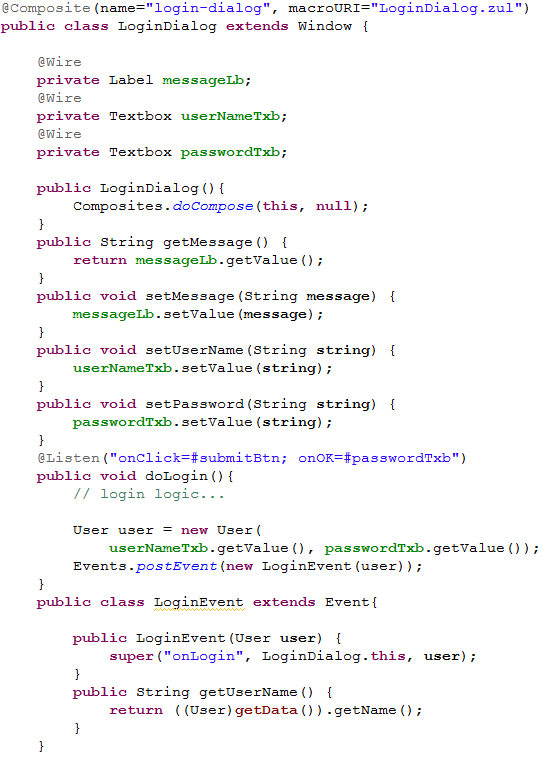 @Composite(name="login-dialog", macroURI="LoginDialog.zul")
public class LoginDialog extends Window {
    @Wire
    private Label messageLb;
    @Wire
    private Textbox userNameTxb;
    @Wire
    private Textbox passwordTxb;
    public LoginDialog(){
        Composites.doCompose(this, null);
    }
    public String getMessage() {
        return messageLb.getValue();
    }
    public void setMessage(String message) {
        messageLb.setValue(message);
    }
    public void setUserName(String string) {
        userNameTxb.setValue(string);
    }
    public void setPassword(String string) {
        passwordTxb.setValue(string);
    }
    @Listen("onClick=#submitBtn; onOK=#passwordTxb")
    public void doLogin(){
        // login logic...
        User user = new User(
            userNameTxb.getValue(), passwordTxb.getValue());
        Events.postEvent(new LoginEvent(user));
    }
    public class LoginEvent extends Event{
        public LoginEvent(User user) {
            super("onLogin", LoginDialog.this, user);
        }
        public String getUserName() {
            return ((User)getData()).getName();
        }
    }